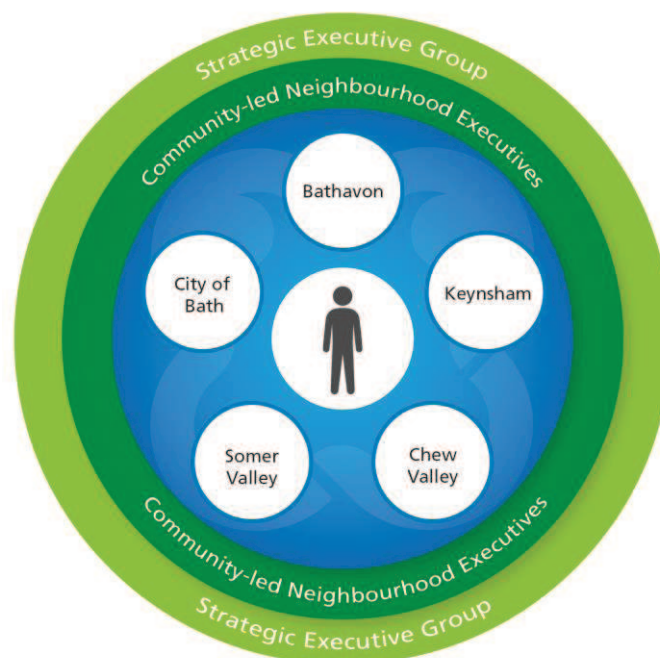 Strategic Executive Group
Community-led Neighbourhood Executives
Bathavon
City of
Bath
Keynsham
Somer
Valley
Chew
Valley
Community-led Neighbourhood Executives
Strategic Executive Group